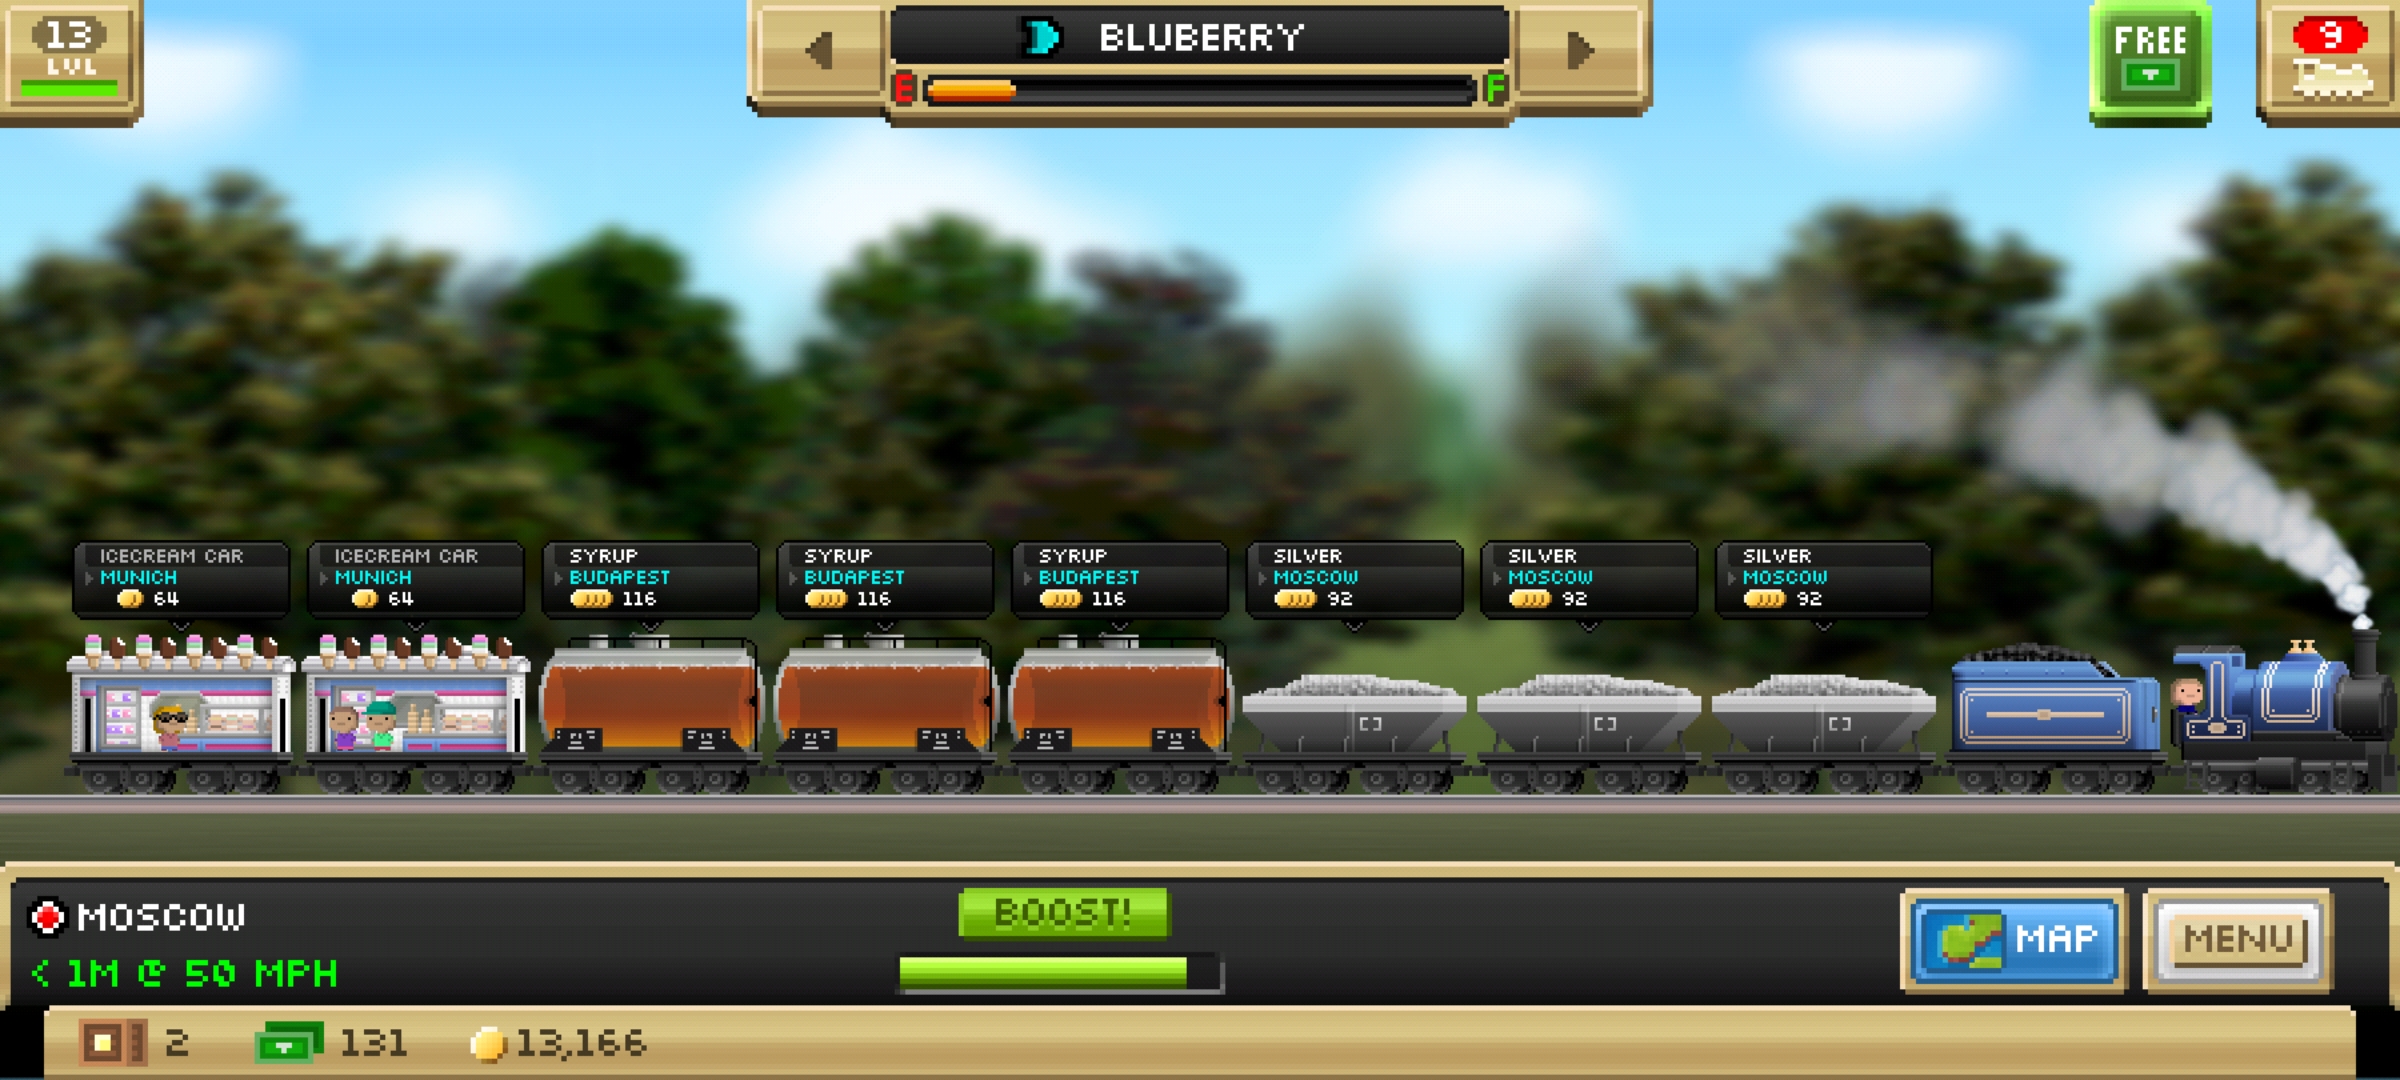 13
LVL
BLUBERRY
E F
FREE
9
ICECREAM CAR
MUNICH
64
ICECREAM CAR
MUNICH
64
SYRUP
BUDAPEST
116
SYRUP
BUDAPEST
116
SYRUP
BUDAPEST
116
SILVER
MOSCOW
92
SILVER
MOSCOW
92
SILVER
MOSCOW
92
MOSCOW
< 1M @ 50 MPH
BOOST!
MAP
MENU
2
131
13,166